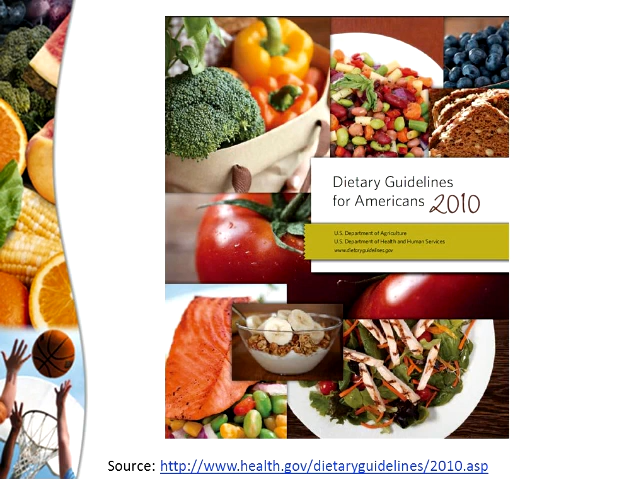 Dietary Guidelines
for Americans 2010
U.S. Department of Agriculture
U.S. Department of Health and Human Services
www.dietaryguidelines.gov
Source: http://www.health.gov/dietaryguidelines/2010.asp